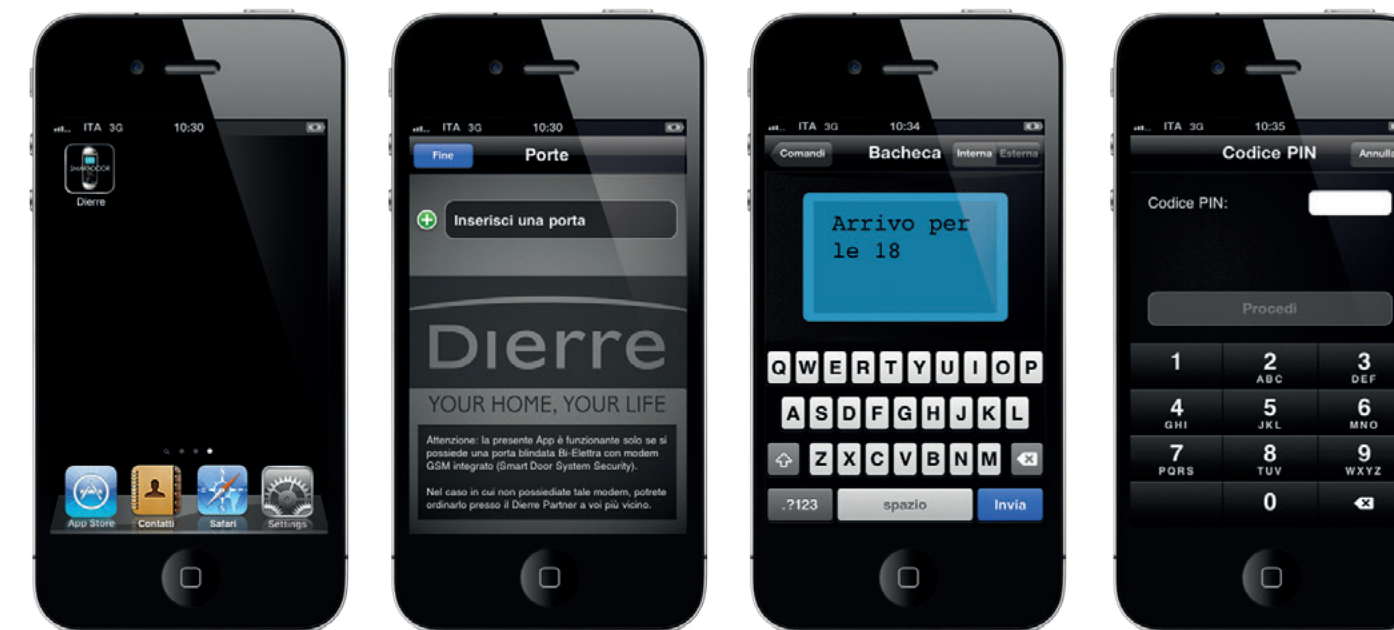 ITA 3G 10:30
SMARTDOOR
Dierre
App Store Contatti Safari Settings
ITA 3G 10:30
Fine Porte
Inserisci una porta
Dierre
YOUR HOME, YOUR LIFE
Attenzione: la presente App è funzionante solo se si
possiede una porta blindata Bi-Elettra con modem
GSM integrato (Smart Door System Security).
Nel caso in cui non possiediate tale modem, potrete
ordinarlo presso il Dierre Partner a voi più vicino.
ITA 3G 10:34
Comandi Bacheca Interna Esterna
Arrivo per
le 18
Q W E R T Y U I O P
A S D F G H J K L
Z X C V B N M
.?123 spazio Invia
ITA 3G 10:35
Codice PIN Annulla
Codice PIN:
Procedi
1 2 3
ABC DEF
4 5 6
GHI JKL MNO
7 8 9
PQRS TUV WXYZ
0